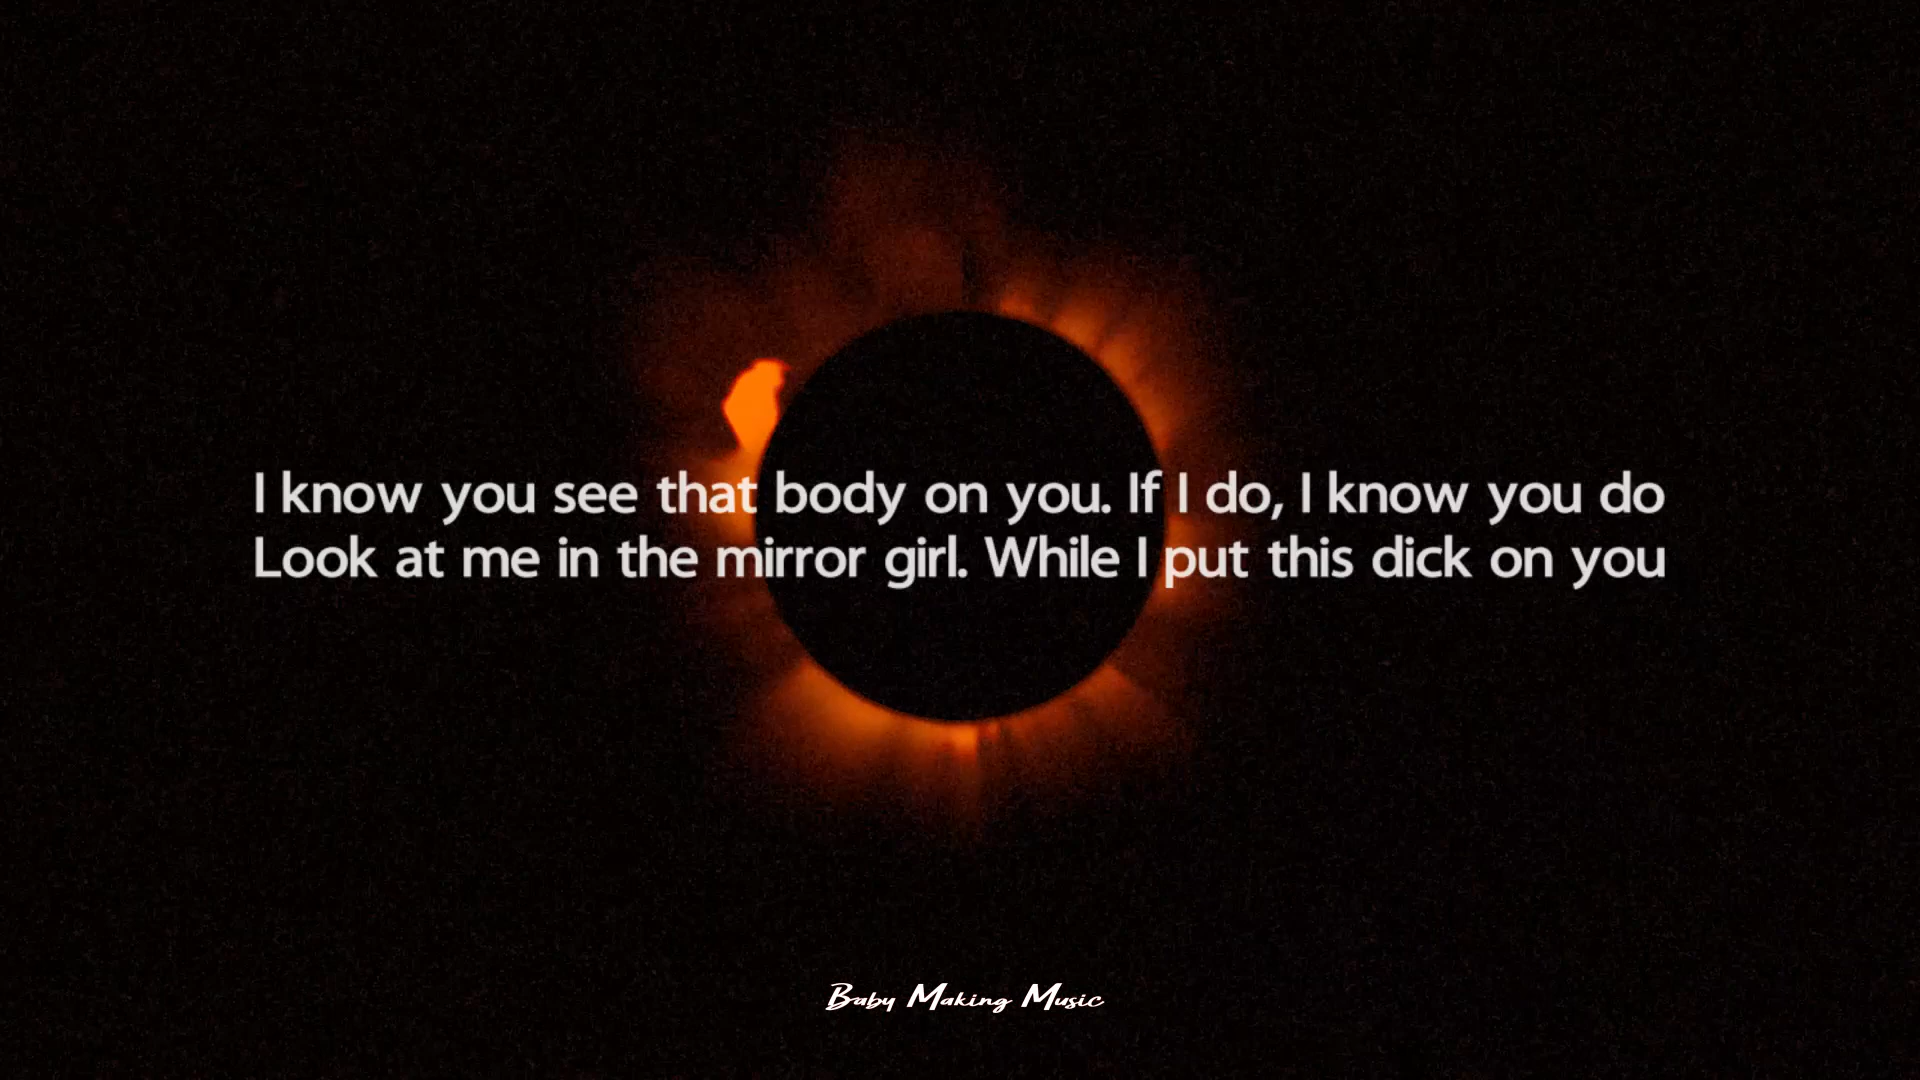 I know you see that body on you. If I do, I know you do
Look at me in the mirror girl. While I put this dick on you
Baby Making Music